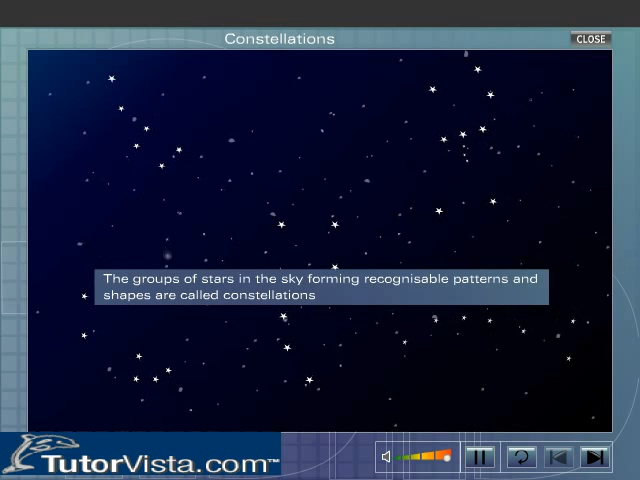 Constellations
CLOSE
The groups of stars in the sky forming recognisable patterns and
shapes are called constellations
TutorVista.com™